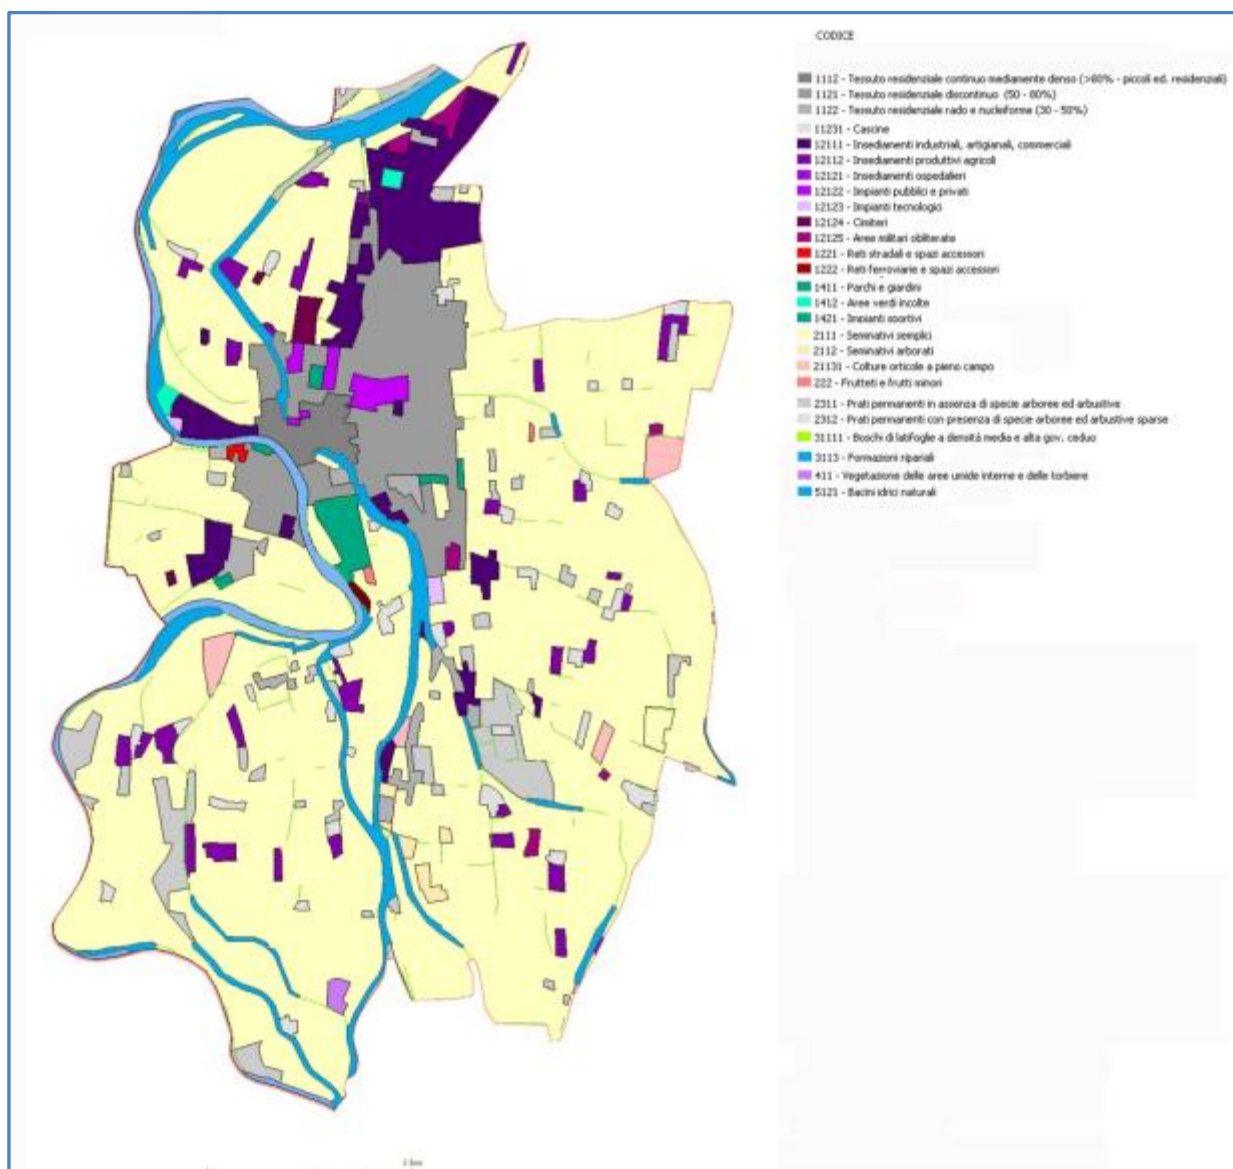 CODICE
1112 - Tessuto residenziale continuo mediamente denso (>80% - piccoli ed. residenziali)
1121 - Tessuto residenziale discontinuo (50 - 80%)
1122 - Tessuto residenziale rado e nucleiforme (30 - 50%)
11231 - Cascine
12111 - Insediamenti industriali, artigianali, commerciali
12112 - Insediamenti produttivi agricoli
12121 - Insediamenti ospedalieri
12122 - Impianti pubblici e privati
12123 - Impianti tecnologici
12124 - Cimiteri
12125 - Aree militari obliterate
1221 - Reti stradali e spazi accessori
1222 - Reti ferroviarie e spazi accessori
1411 - Parchi e giardini
1412 - Aree verdi incolte
1421 - Impianti sportivi
2111 - Seminativi semplici
2112 - Seminativi arborati
21131 - Colture orticole a pieno campo
222 - Frutteti e frutti minori
2311 - Prati permanenti in assenza di specie arboree ed arbustive
2312 - Prati permanenti con presenza di specie arboree ed arbustive sparse
31111 - Boschi di latifoglie a densità media e alta gov. ceduo
3113 - Formazioni ripariali
411 - Vegetazione delle aree umide interne e delle torbiere
5121 - Bacini idrici naturali